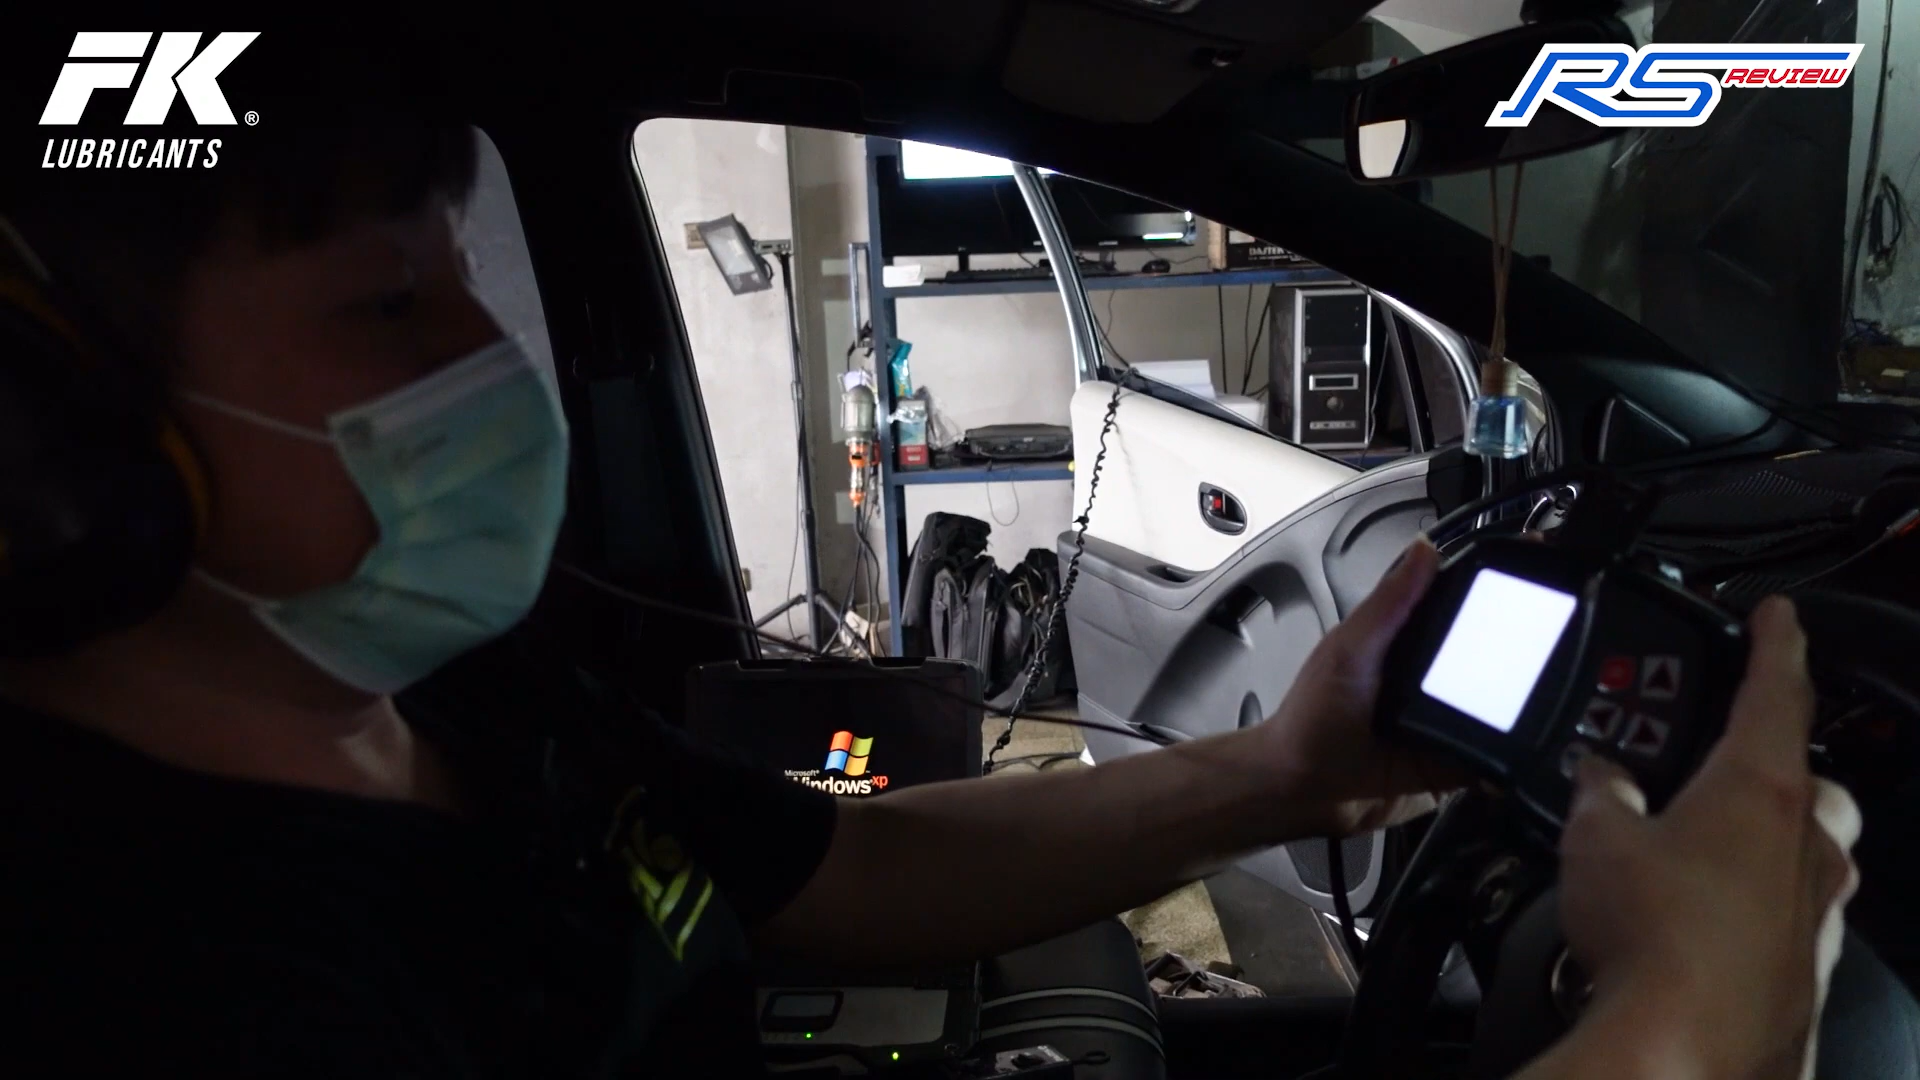 FK®
LUBRICANTS
RS REVIEW
Microsoft®
Windows xp